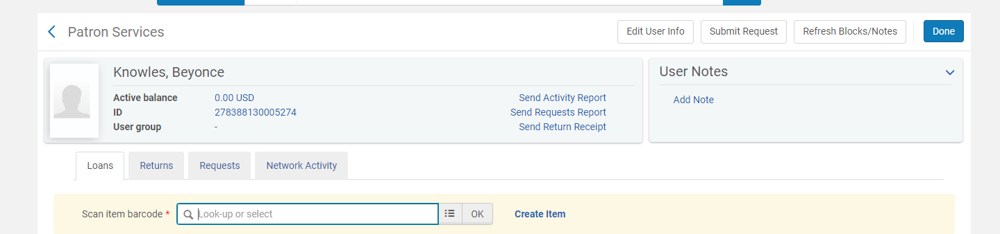 Patron Services
Edit User Info
Submit Request
Refresh Blocks/Notes
Done
Knowles, Beyonce
Active balance 0.00 USD Send Activity Report
ID 278388130005274 Send Requests Report
User group - Send Return Receipt
User Notes
Add Note
Loans Returns Requests Network Activity
Scan item barcode * Look-up or select OK Create Item